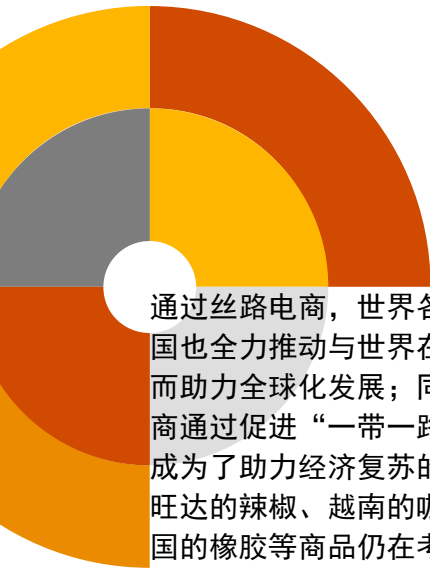 通过丝路电商，世界各
国也全力推动与世界在
而助力全球化发展；同
商通过促进“一带一路
成为了助力经济复苏的
旺达的辣椒、越南的咖
国的橡胶等商品仍在考